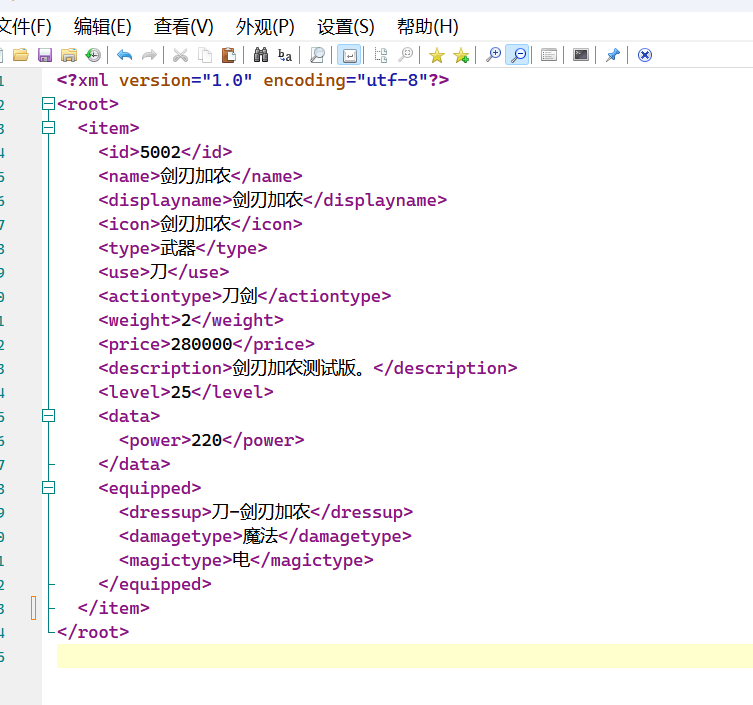 文件(F) 编辑(E) 查看(V) 外观(P) 设置(S) 帮助(H)
<?xml version="1.0" encoding="utf-8"?>
<root>
<item>
<id>5002</id>
<name>剑刃加农</name>
<displayname>剑刃加农</displayname>
<icon>剑刃加农</icon>
<type>武器</type>
<use>刀</use>
<actiontype>刀剑</actiontype>
<weight>2</weight>
<price>280000</price>
<description>剑刃加农测试版。</description>
<level>25</level>
<data>
<power>220</power>
</data>
<equipped>
<dressup>刀-剑刃加农</dressup>
<damagetype>魔法</damagetype>
<magictype>电</magictype>
</equipped>
</item>
</root>